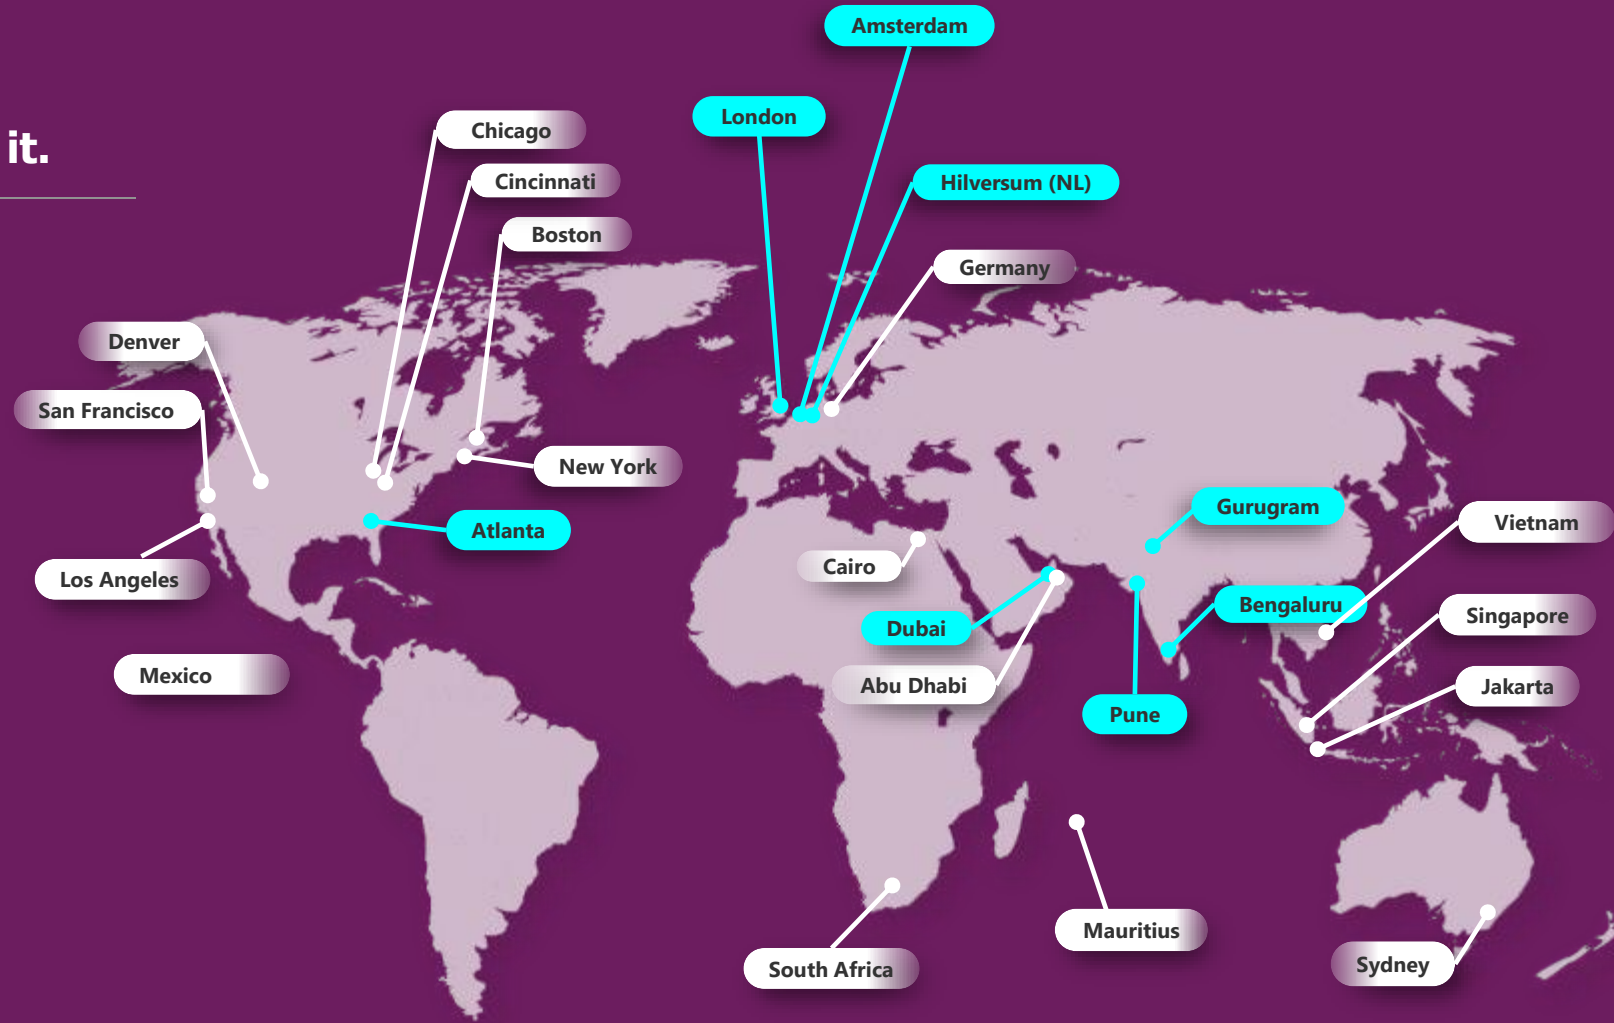 it.
Amsterdam
London
Chicago
Cincinnati
Hilversum (NL)
Boston
Germany
Denver
San Francisco
New York
Gurugram
Vietnam
Atlanta
Cairo
Los Angeles
Bengaluru
Singapore
Dubai
Mexico
Abu Dhabi
Jakarta
Pune
Mauritius
Sydney
South Africa